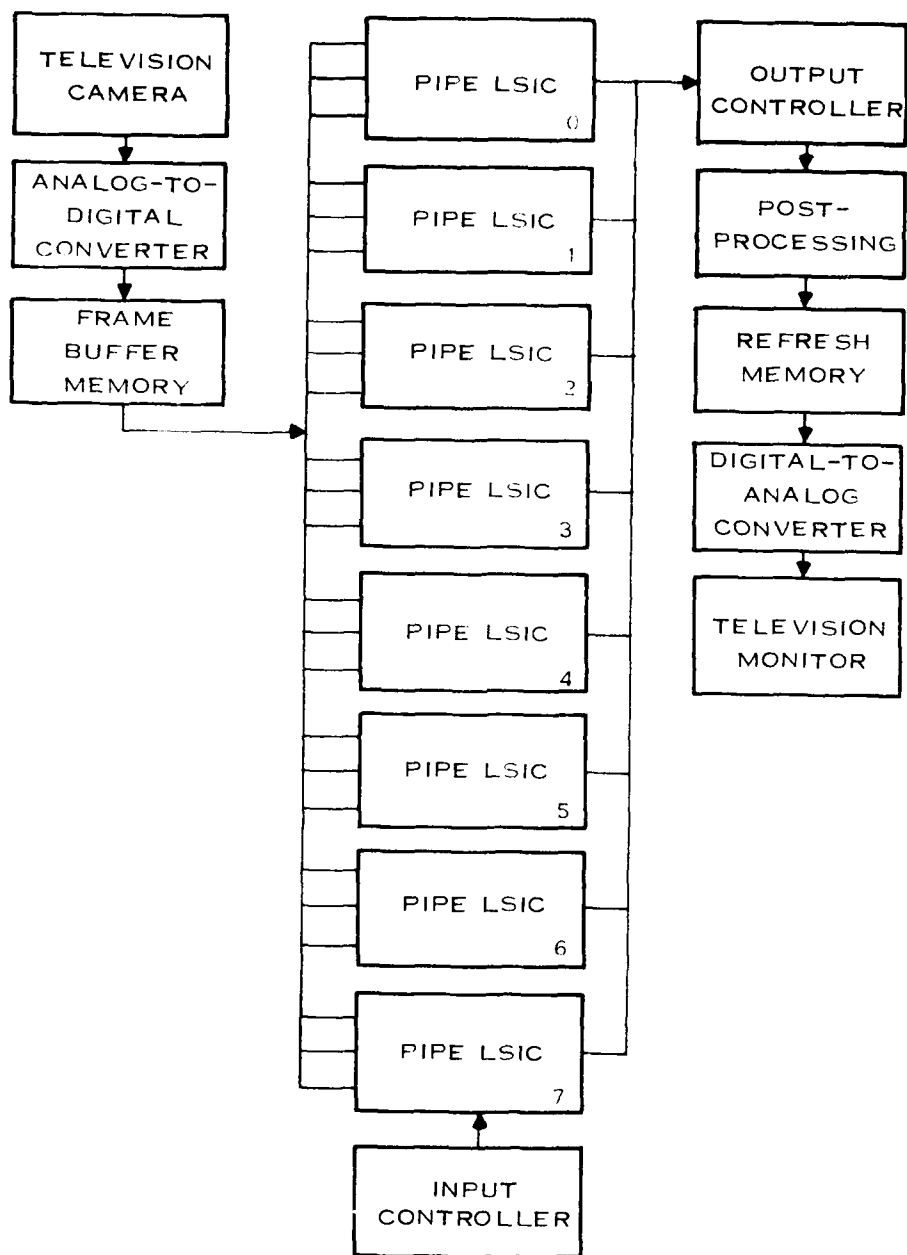 TELEVISION
CAMERA
ANALOG-TO-
DIGITAL
CONVERTER
FRAME
BUFFER
MEMORY
PIPE LSIC
0
PIPE LSIC
1
PIPE LSIC
2
PIPE LSIC
3
PIPE LSIC
4
PIPE LSIC
5
PIPE LSIC
6
PIPE LSIC
7
INPUT
CONTROLLER
OUTPUT
CONTROLLER
POST-
PROCESSING
REFRESH
MEMORY
DIGITAL-TO-
ANALOG
CONVERTER
TELEVISION
MONITOR